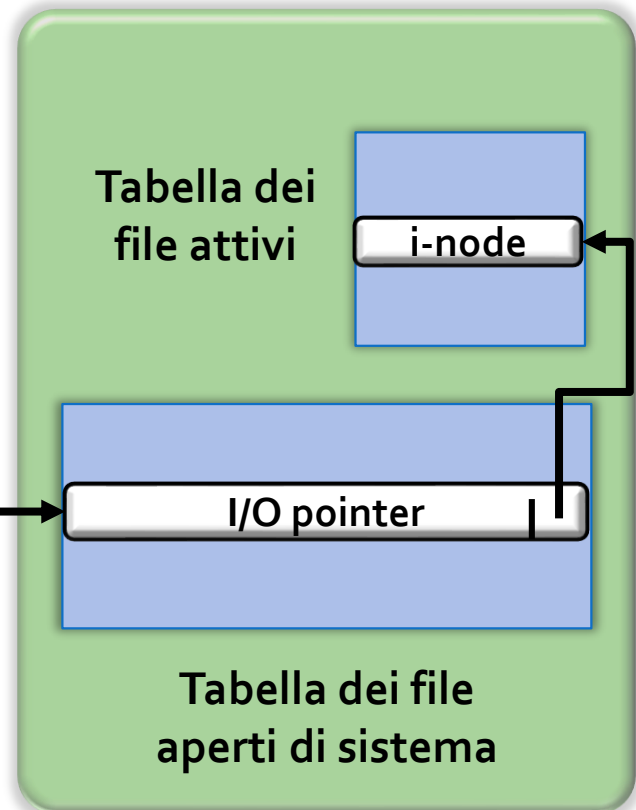 Tabella dei
file attivi
i-node
I/O pointer
Tabella dei file
aperti di sistema